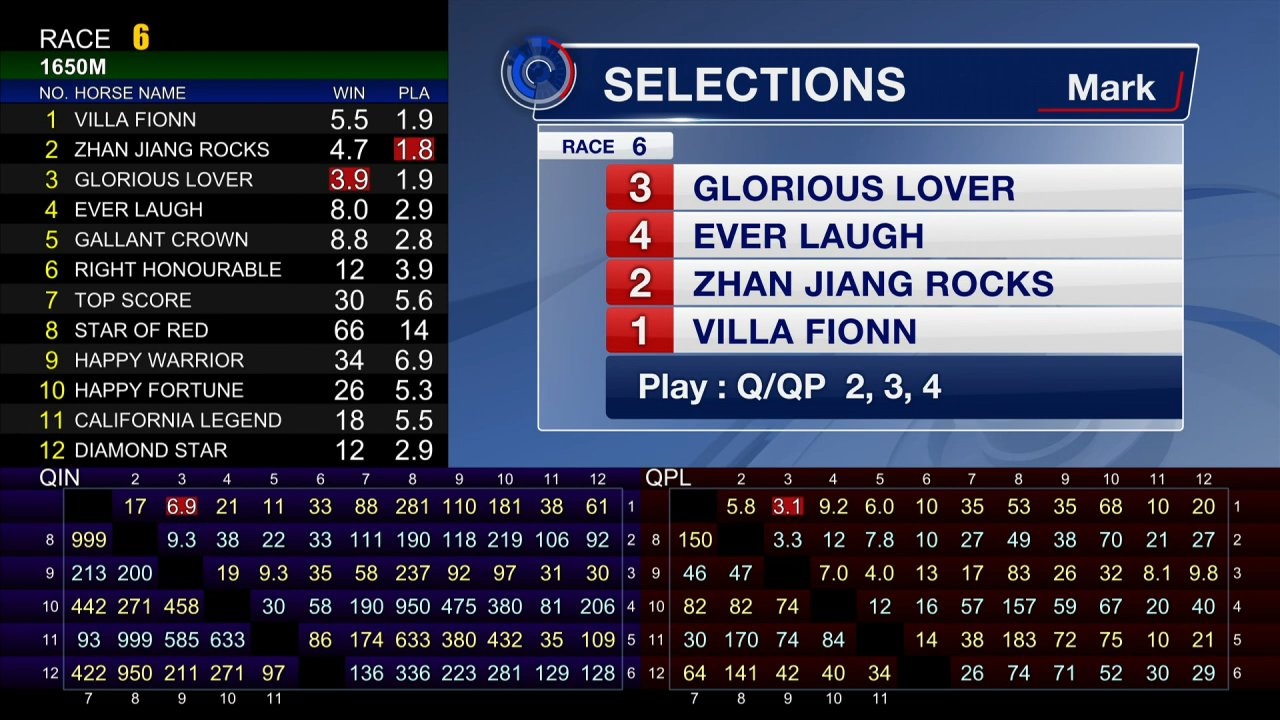 RACE 6
1650M
NO. HORSE NAME WIN PLA
1 VILLA FIONN 5.5 1.9
2 ZHAN JIANG ROCKS 4.7 1.8
3 GLORIOUS LOVER 3.9 1.9
4 EVER LAUGH 8.0 2.9
5 GALLANT CROWN 8.8 2.8
6 RIGHT HONOURABLE 12 3.9
7 TOP SCORE 30 5.6
8 STAR OF RED 66 14
9 HAPPY WARRIOR 34 6.9
10 HAPPY FORTUNE 26 5.3
11 CALIFORNIA LEGEND 18 5.5
12 DIAMOND STAR 12 2.9
SELECTIONS Mark
RACE 6
3 GLORIOUS LOVER
4 EVER LAUGH
2 ZHAN JIANG ROCKS
1 VILLA FIONN
Play : Q/QP 2, 3, 4
QIN 2 3 4 5 6 7 8 9 10 11 12
17 6.9 21 11 33 88 281 110 181 38 61 1
8 999 9.3 38 22 33 111 190 118 219 106 92 2
9 213 200 19 9.3 35 58 237 92 97 31 30 3
10 442 271 458 30 58 190 950 475 380 81 206 4
11 93 999 585 633 86 174 633 380 432 35 109 5
12 422 950 211 271 97 136 336 223 281 129 128 6
7 8 9 10 11
QPL 2 3 4 5 6 7 8 9 10 11 12
5.8 3.1 9.2 6.0 10 35 53 35 68 10 20 1
8 150 3.3 12 7.8 10 27 49 38 70 21 27 2
9 46 47 7.0 4.0 13 17 83 26 32 8.1 9.8 3
10 82 82 74 12 16 57 157 59 67 20 40 4
11 30 170 74 84 14 38 183 72 75 10 21 5
12 64 141 42 40 34 26 74 71 52 30 29 6
7 8 9 10 11